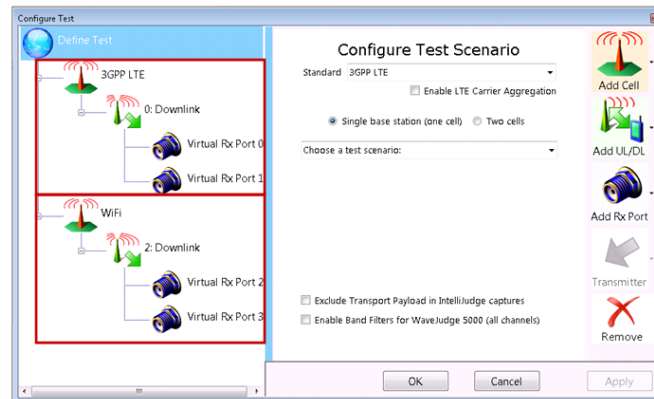 Configure Test
Define Test
3GPP LTE
0: Downlink
Virtual Rx Port 0
Virtual Rx Port 1
WiFi
2: Downlink
Virtual Rx Port 2
Virtual Rx Port 3
Configure Test Scenario
Standard 3GPP LTE
Enable LTE Carrier Aggregation
Single base station (one cell) Two cells
Choose a test scenario:
Exclude Transport Payload in IntelliJudge captures
Enable Band Filters for WaveJudge 5000 (all channels)
Add Cell
Add UL/DL
Add Rx Port
Transmitter
Remove
OK Cancel Apply